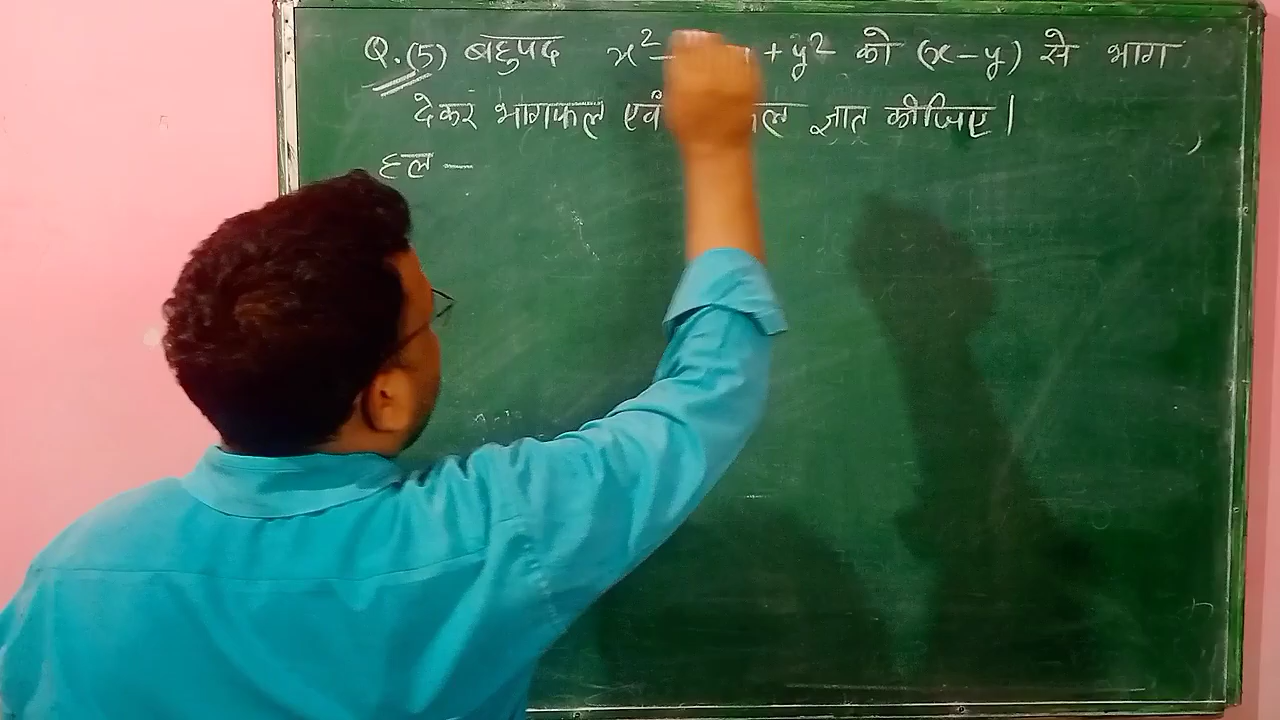 Q.(5) बहुपद x² – + y² को (x – y) से भाग
देकर भागफल एवं ज्ञात कीजिए।
हल —